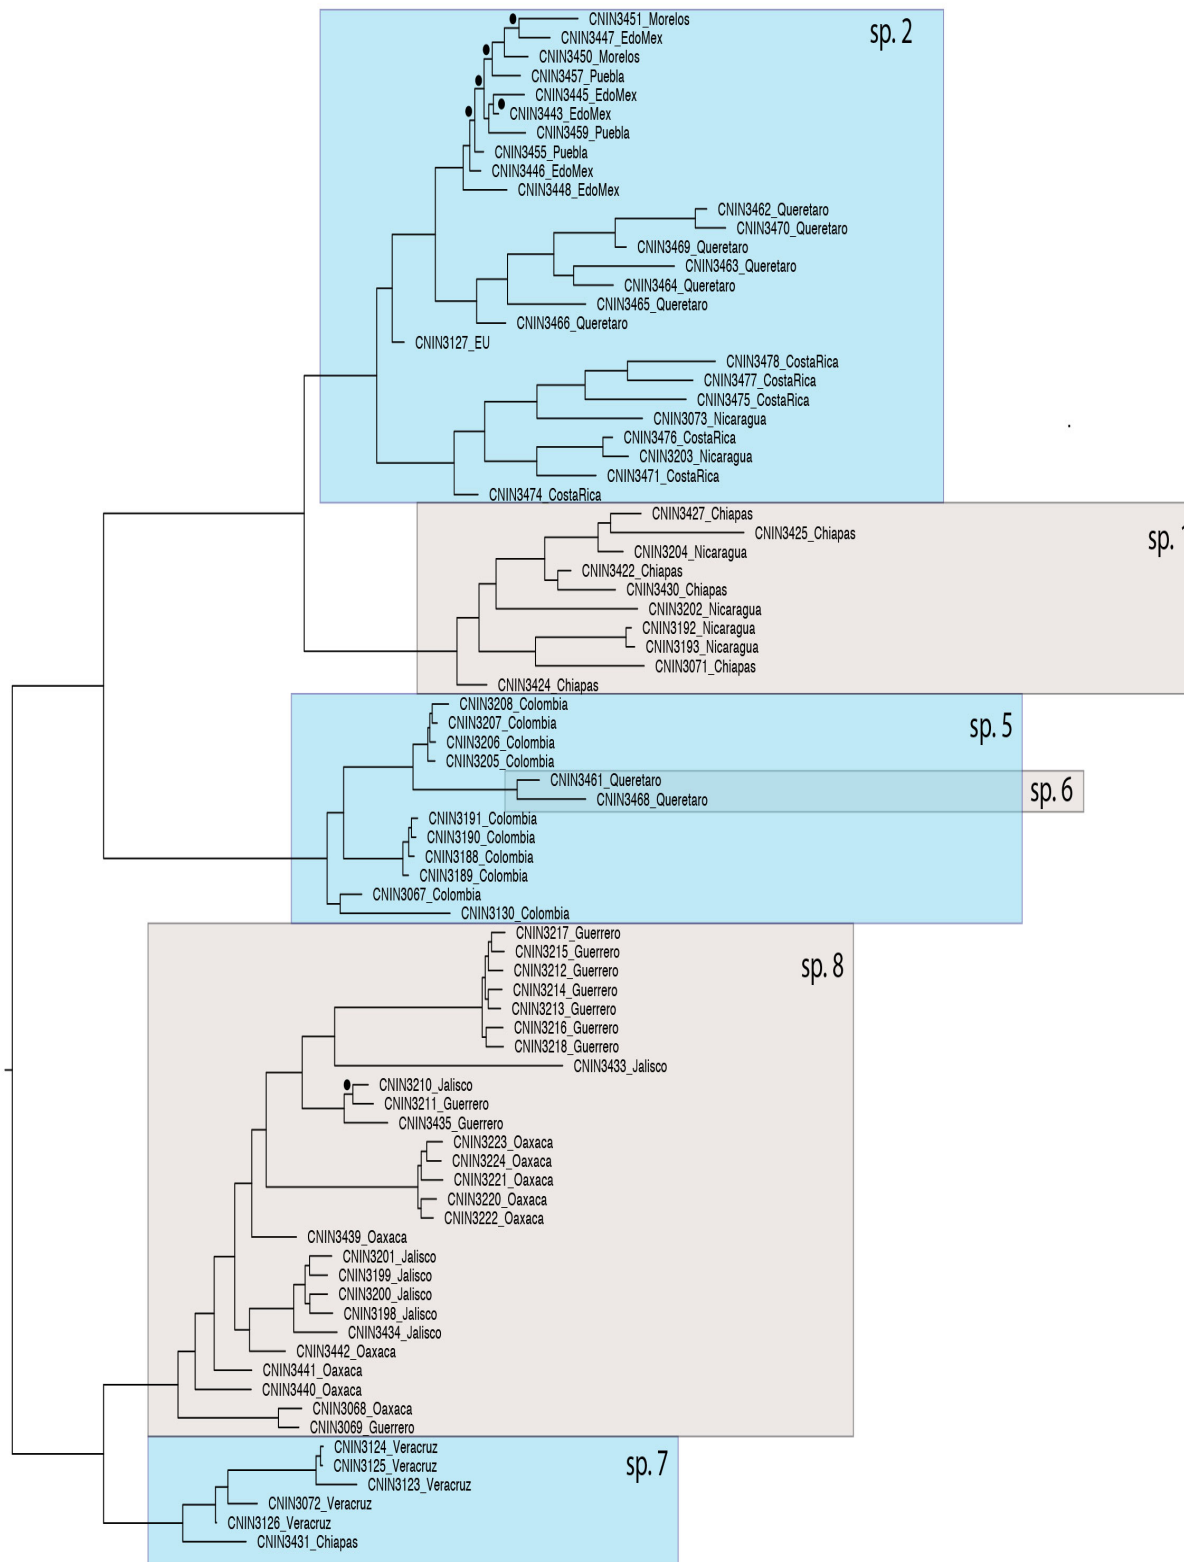 CNIN3451_Morelos
sp. 2
CNIN3447_EdoMex
CNIN3450_Morelos
CNIN3457_Puebla
CNIN3445_EdoMex
CNIN3443_EdoMex
CNIN3459_Puebla
CNIN3455_Puebla
CNIN3446_EdoMex
CNIN3448_EdoMex
CNIN3462_Queretaro
CNIN3470_Queretaro
CNIN3469_Queretaro
CNIN3463_Queretaro
CNIN3464_Queretaro
CNIN3465_Queretaro
CNIN3466_Queretaro
CNIN3127_EU
CNIN3478_CostaRica
CNIN3477_CostaRica
CNIN3475_CostaRica
CNIN3073_Nicaragua
CNIN3476_CostaRica
CNIN3203_Nicaragua
CNIN3471_CostaRica
CNIN3474_CostaRica
CNIN3427_Chiapas
CNIN3425_Chiapas
sp. 1
CNIN3204_Nicaragua
CNIN3422_Chiapas
CNIN3430_Chiapas
CNIN3202_Nicaragua
CNIN3192_Nicaragua
CNIN3193_Nicaragua
CNIN3071_Chiapas
CNIN3424_Chiapas
CNIN3208_Colombia
sp. 5
CNIN3207_Colombia
CNIN3206_Colombia
CNIN3205_Colombia
CNIN3461_Queretaro
sp. 6
CNIN3468_Queretaro
CNIN3191_Colombia
CNIN3190_Colombia
CNIN3188_Colombia
CNIN3189_Colombia
CNIN3067_Colombia
CNIN3130_Colombia
CNIN3217_Guerrero
CNIN3215_Guerrero
sp. 8
CNIN3212_Guerrero
CNIN3214_Guerrero
CNIN3213_Guerrero
CNIN3216_Guerrero
CNIN3218_Guerrero
CNIN3433_Jalisco
CNIN3210_Jalisco
CNIN3211_Guerrero
CNIN3435_Guerrero
CNIN3223_Oaxaca
CNIN3224_Oaxaca
CNIN3221_Oaxaca
CNIN3220_Oaxaca
CNIN3222_Oaxaca
CNIN3439_Oaxaca
CNIN3201_Jalisco
CNIN3199_Jalisco
CNIN3200_Jalisco
CNIN3198_Jalisco
CNIN3434_Jalisco
CNIN3442_Oaxaca
CNIN3441_Oaxaca
CNIN3440_Oaxaca
CNIN3068_Oaxaca
CNIN3069_Guerrero
CNIN3124_Veracruz
CNIN3125_Veracruz
sp. 7
CNIN3123_Veracruz
CNIN3072_Veracruz
CNIN3126_Veracruz
CNIN3431_Chiapas